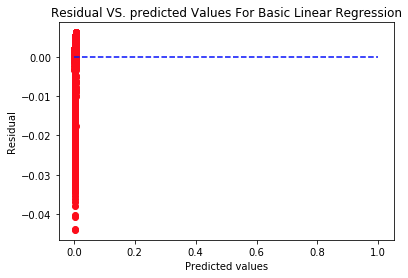 Residual VS. predicted Values For Basic Linear Regression
0.00
−0.01
−0.02
−0.03
−0.04
Residual
0.0 0.2 0.4 0.6 0.8 1.0
Predicted values